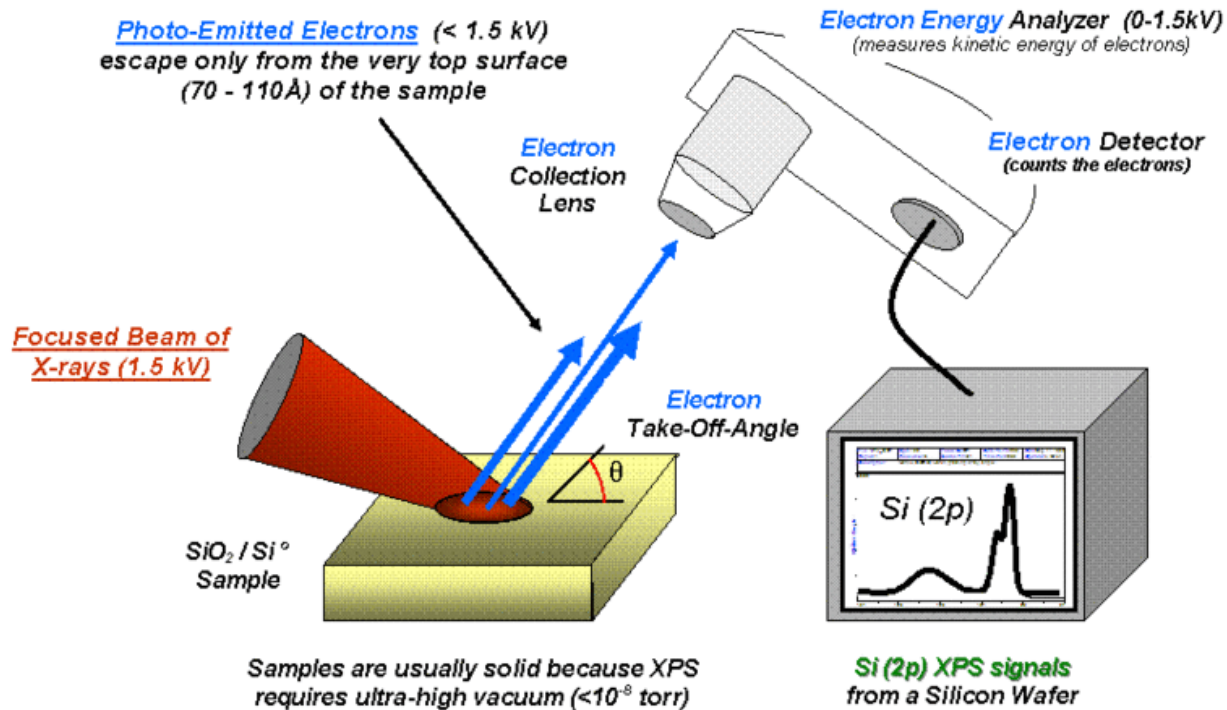 Photo-Emitted Electrons (< 1.5 kV)
escape only from the very top surface
(70 - 110Å) of the sample
Electron Energy Analyzer (0-1.5kV)
(measures kinetic energy of electrons)
Electron
Collection
Lens
Electron Detector
(counts the electrons)
Focused Beam of
X-rays (1.5 kV)
Electron
Take-Off-Angle
θ
Si (2p)
SiO₂ / Si°
Sample
Samples are usually solid because XPS
requires ultra-high vacuum (<10⁻⁸ torr)
Si (2p) XPS signals
from a Silicon Wafer